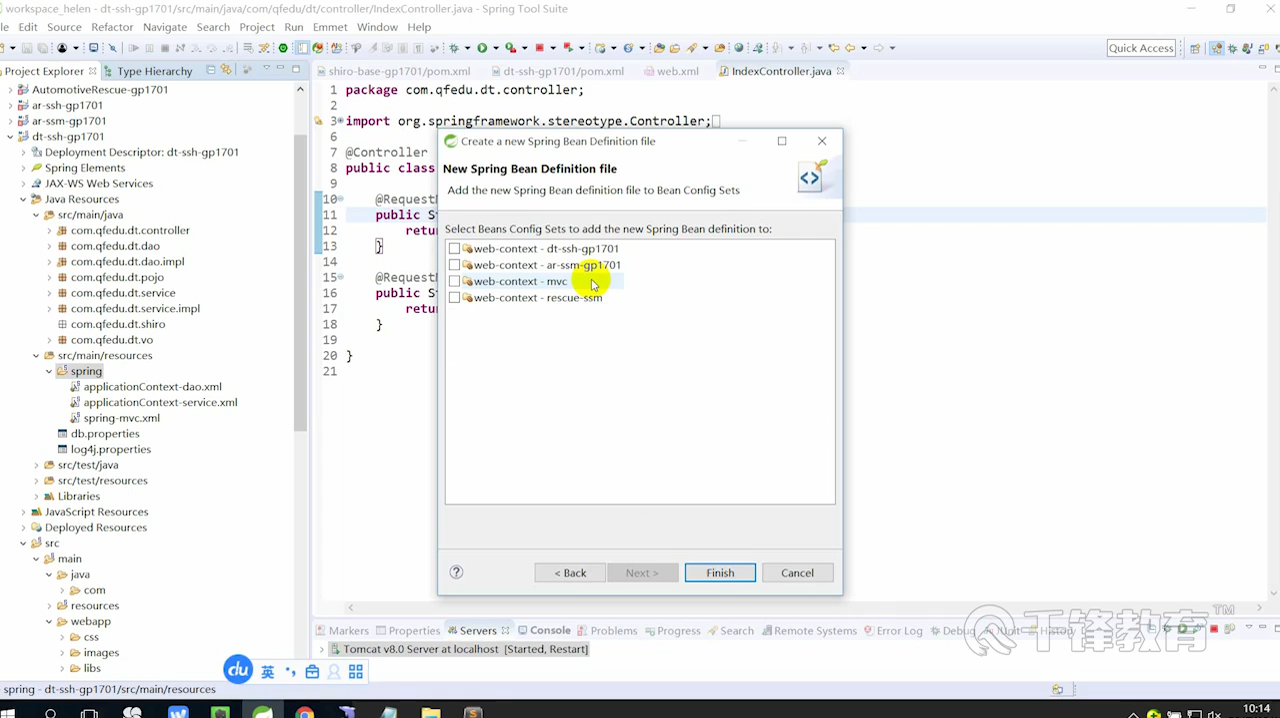 workspace_helen - dt-ssh-gp1701/src/main/java/com/qfedu/dt/controller/IndexController.java - Spring Tool Suite
le Edit Source Refactor Navigate Search Project Run Emmet Window Help
Quick Access
Project Explorer Type Hierarchy
shiro-base-gp1701/pom.xml dt-ssh-gp1701/pom.xml web.xml IndexController.java
AutomotiveRescue-gp1701
ar-ssh-gp1701
ar-ssm-gp1701
dt-ssh-gp1701
Deployment Descriptor: dt-ssh-gp1701
Spring Elements
JAX-WS Web Services
Java Resources
src/main/java
com.qfedu.dt.controller
com.qfedu.dt.dao
com.qfedu.dt.dao.impl
com.qfedu.dt.pojo
com.qfedu.dt.service
com.qfedu.dt.service.impl
com.qfedu.dt.shiro
com.qfedu.dt.vo
src/main/resources
spring
applicationContext-dao.xml
applicationContext-service.xml
spring-mvc.xml
db.properties
log4j.properties
src/test/java
src/test/resources
Libraries
JavaScript Resources
Deployed Resources
src
main
java
com
resources
webapp
css
images
libs
1 package com.qfedu.dt.controller;
2
3 import org.springframework.stereotype.Controller;
6
7 @Controller
8 public class
9
10 @RequestM
11 public S
12 retu
13 }
14
15 @RequestM
16 public S
17 retu
18 }
19
20 }
21
Create a new Spring Bean Definition file
New Spring Bean Definition file
Add the new Spring Bean definition file to Bean Config Sets
Select Beans Config Sets to add the new Spring Bean definition to:
web-context - dt-ssh-gp1701
web-context - ar-ssm-gp1701
web-context - mvc
web-context - rescue-ssm
< Back Next > Finish Cancel
Markers Properties Servers Console Problems Progress Search Remote Systems Error Log Debug JUnit History
Tomcat v8.0 Server at localhost [Started, Restart]
千锋教育 TM
du 英
spring - dt-ssh-gp1701/src/main/resources
10:14